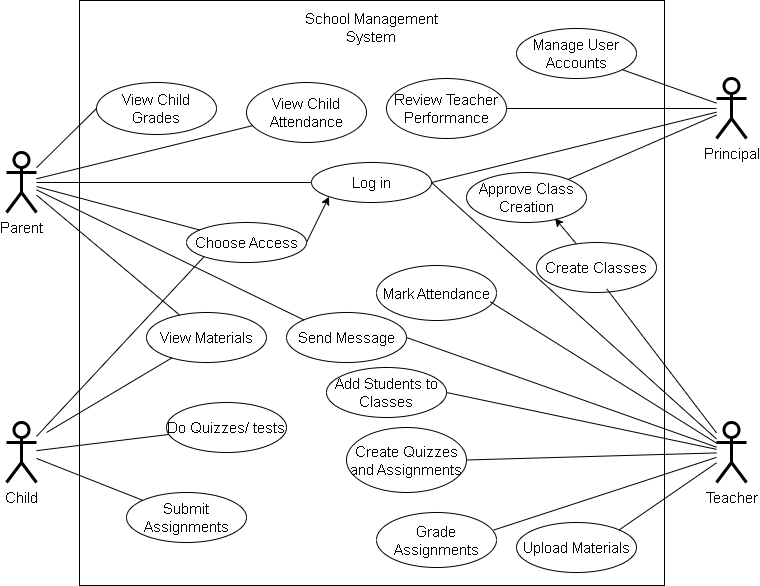 School Management
System
Manage User
Accounts
View Child
Grades
View Child
Attendance
Review Teacher
Performance
Principal
Parent
Log in
Approve Class
Creation
Choose Access
Create Classes
Mark Attendance
View Materials
Send Message
Add Students to
Classes
Do Quizzes/ tests
Create Quizzes
and Assignments
Child
Teacher
Submit
Assignments
Grade
Assignments
Upload Materials